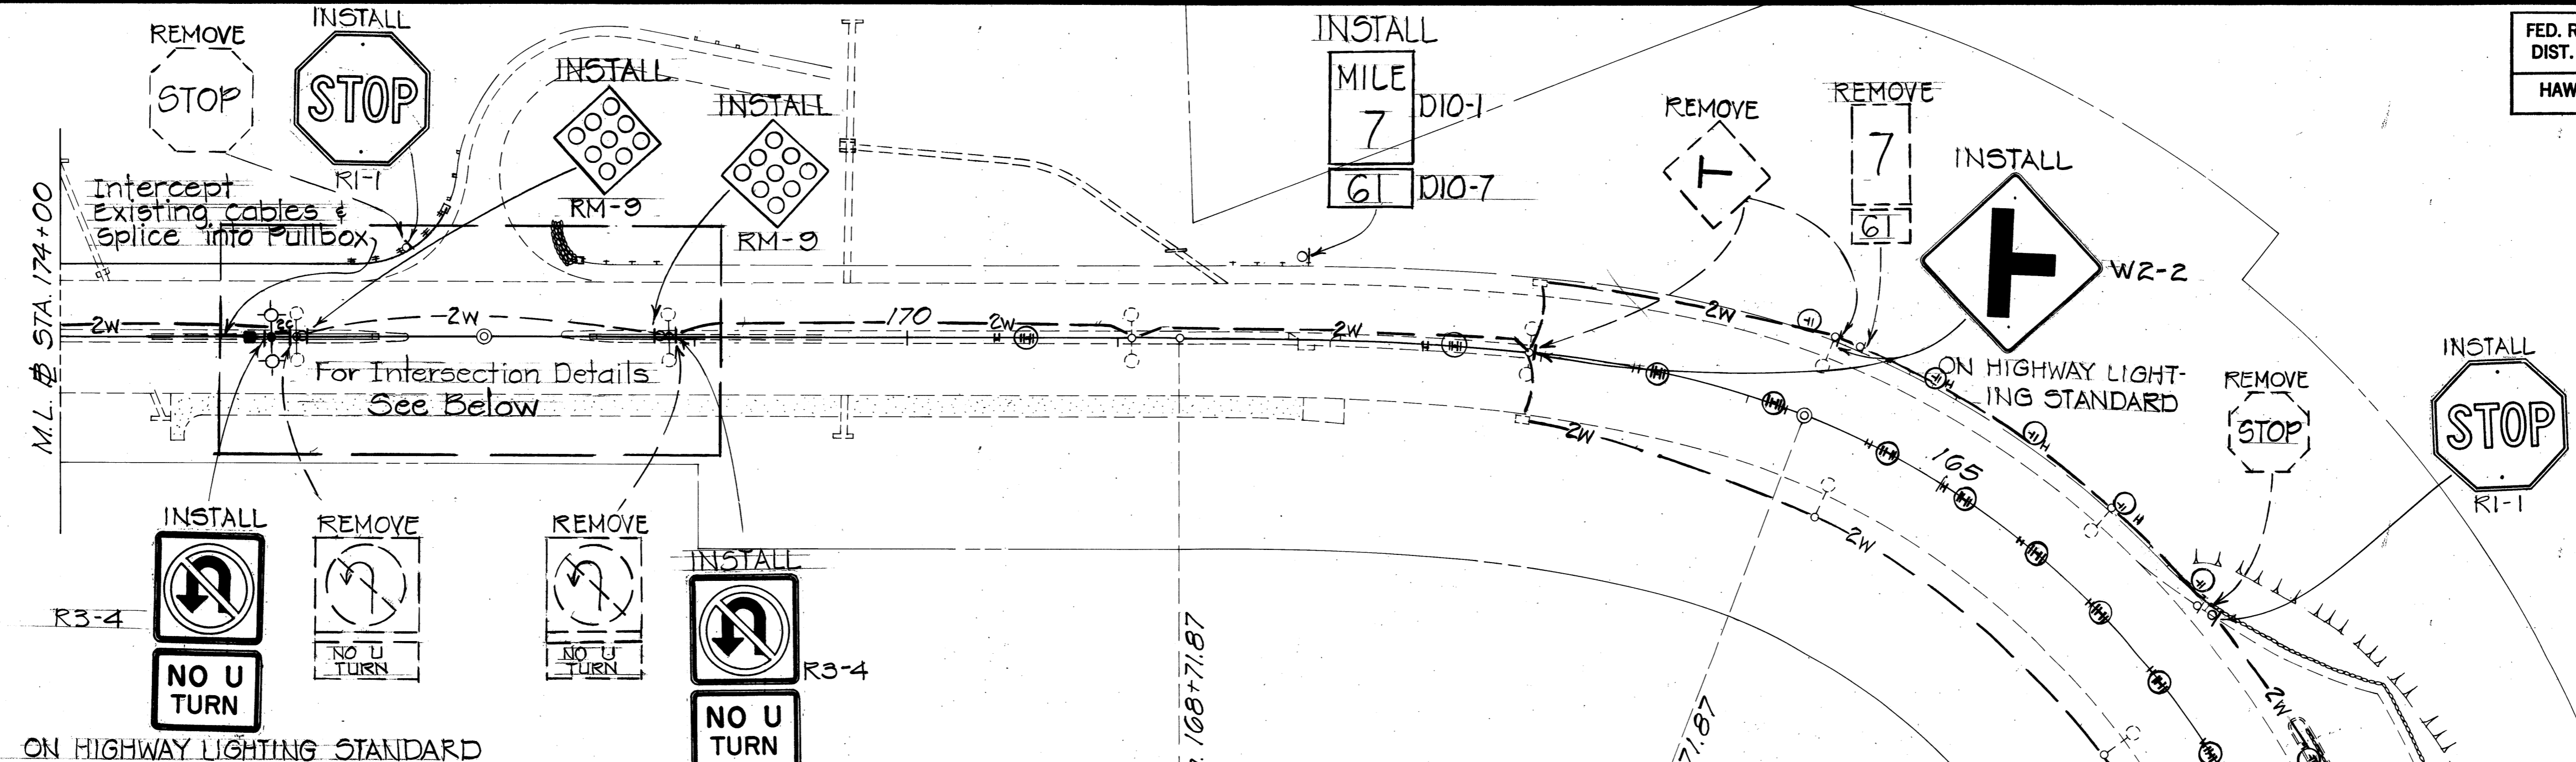 INSTALL
REMOVE
STOP
STOP
R1-1
INSTALL
RM-9
INSTALL
RM-9
Intercept
Existing cables &
Splice into Pullbox
M.L. STA. 174+00
INSTALL
MILE
7
D10-1
61
D10-7
REMOVE
T
REMOVE
7
61
INSTALL
W2-2
FED. R
DIST.
HAW
2W
2C
2W
170
2W
2W
2W
For Intersection Details
See Below
ON HIGHWAY LIGHT-
ING STANDARD
REMOVE
STOP
INSTALL
STOP
R1-1
2W
165
2W
2W
INSTALL
R3-4
NO U
TURN
REMOVE
NO U
TURN
REMOVE
NO U
TURN
INSTALL
R3-4
NO U
TURN
168+71.87
71.87
ON HIGHWAY LIGHTING STANDARD